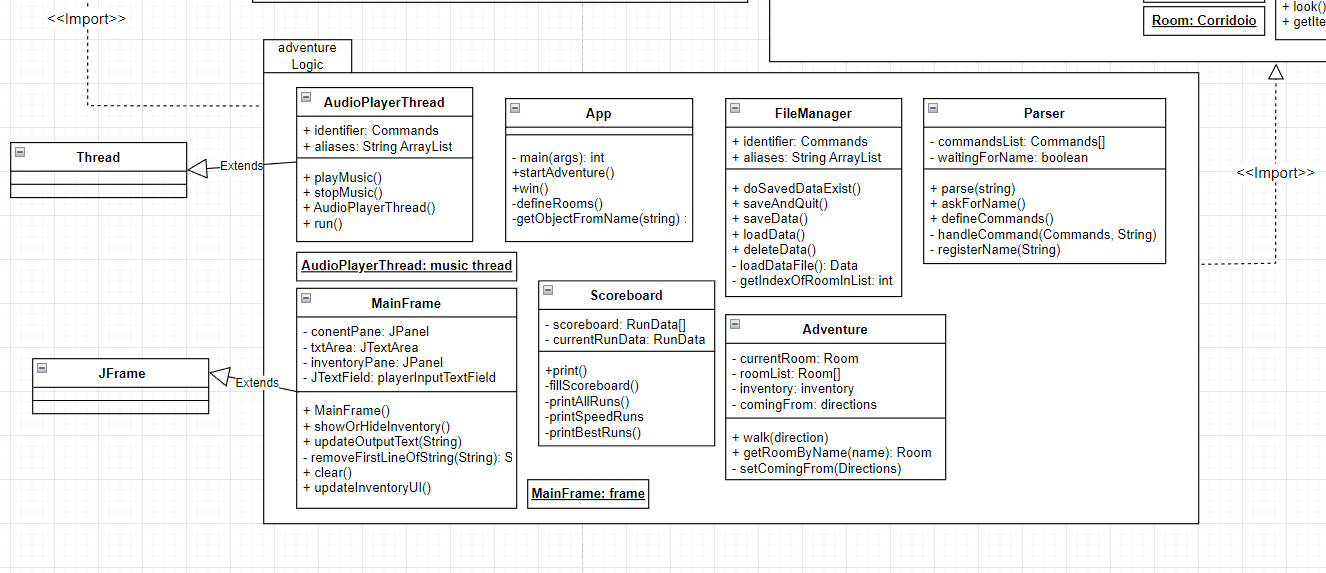 <<Import>>
+ look()
+ getIte
Room: Corridoio
adventure
Logic
AudioPlayerThread
+ identifier: Commands
+ aliases: String ArrayList
+ playMusic()
+ stopMusic()
+ AudioPlayerThread()
+ run()
App
- main(args): int
+startAdventure()
+win()
-defineRooms()
-getObjectFromName(string) :
FileManager
+ identifier: Commands
+ aliases: String ArrayList
+ doSavedDataExist()
+ saveAndQuit()
+ saveData()
+ loadData()
+ deleteData()
- loadDataFile(): Data
- getIndexOfRoomInList: int
Parser
- commandsList: Commands[]
- waitingForName: boolean
+ parse(string)
+ askForName()
+ defineCommands()
- handleCommand(Commands, String)
- registerName(String)
<<Import>>
Thread
Extends
AudioPlayerThread: music thread
MainFrame
- conentPane: JPanel
- txtArea: JTextArea
- inventoryPane: JPanel
- JTextField: playerInputTextField
+ MainFrame()
+ showOrHideInventory()
+ updateOutputText(String)
- removeFirstLineOfString(String): S
+ clear()
+ updateInventoryUI()
Scoreboard
- scoreboard: RunData[]
- currentRunData: RunData
+print()
-fillScoreboard()
-printAllRuns()
-printSpeedRuns
-printBestRuns()
Adventure
- currentRoom: Room
- roomList: Room[]
- inventory: inventory
- comingFrom: directions
+ walk(direction)
+ getRoomByName(name): Room
- setComingFrom(Directions)
JFrame
Extends
MainFrame: frame